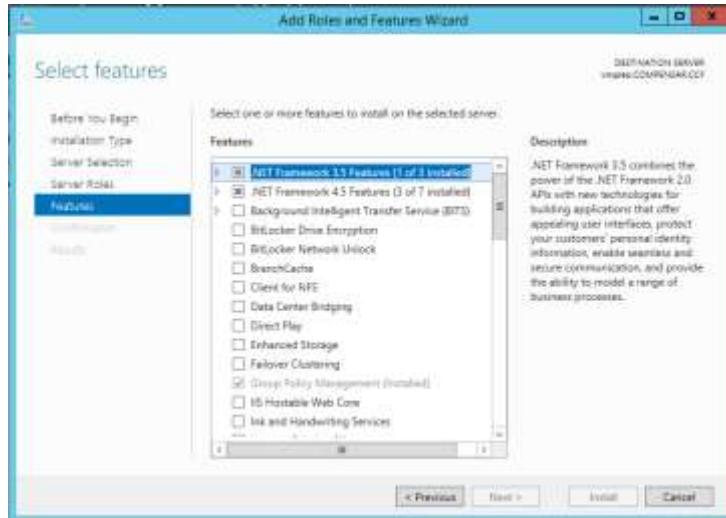 Add Roles and Features Wizard
Select features
DESTINATION SERVER
Before You Begin
Installation Type
Server Selection
Server Roles
Features
Confirmation
Results
Select one or more features to install on the selected server.
Features
.NET Framework 3.5 Features (1 of 3 installed)
.NET Framework 4.5 Features (3 of 7 installed)
Background Intelligent Transfer Service (BITS)
BitLocker Drive Encryption
BitLocker Network Unlock
BranchCache
Client for NFS
Data Center Bridging
Direct Play
Enhanced Storage
Failover Clustering
Group Policy Management (Installed)
IIS Hostable Web Core
Ink and Handwriting Services
Description
.NET Framework 3.5 combines the
power of the .NET Framework 2.0
APIs with new technologies for
building applications that offer
appealing user interfaces, protect
your customers' personal identity
information, enable seamless and
secure communication, and provide
the ability to model a range of
business processes.
< Previous
Next >
Install
Cancel